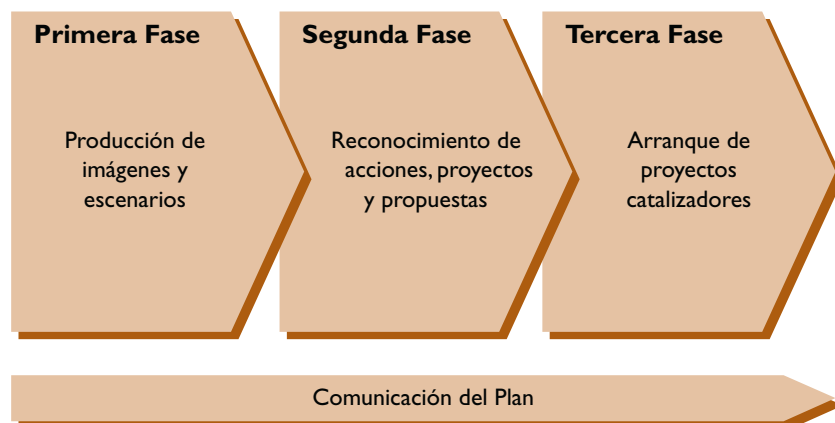 Primera Fase
Producción de
imágenes y
escenarios
Segunda Fase
Reconocimiento de
acciones, proyectos
y propuestas
Tercera Fase
Arranque de
proyectos
catalizadores
Comunicación del Plan